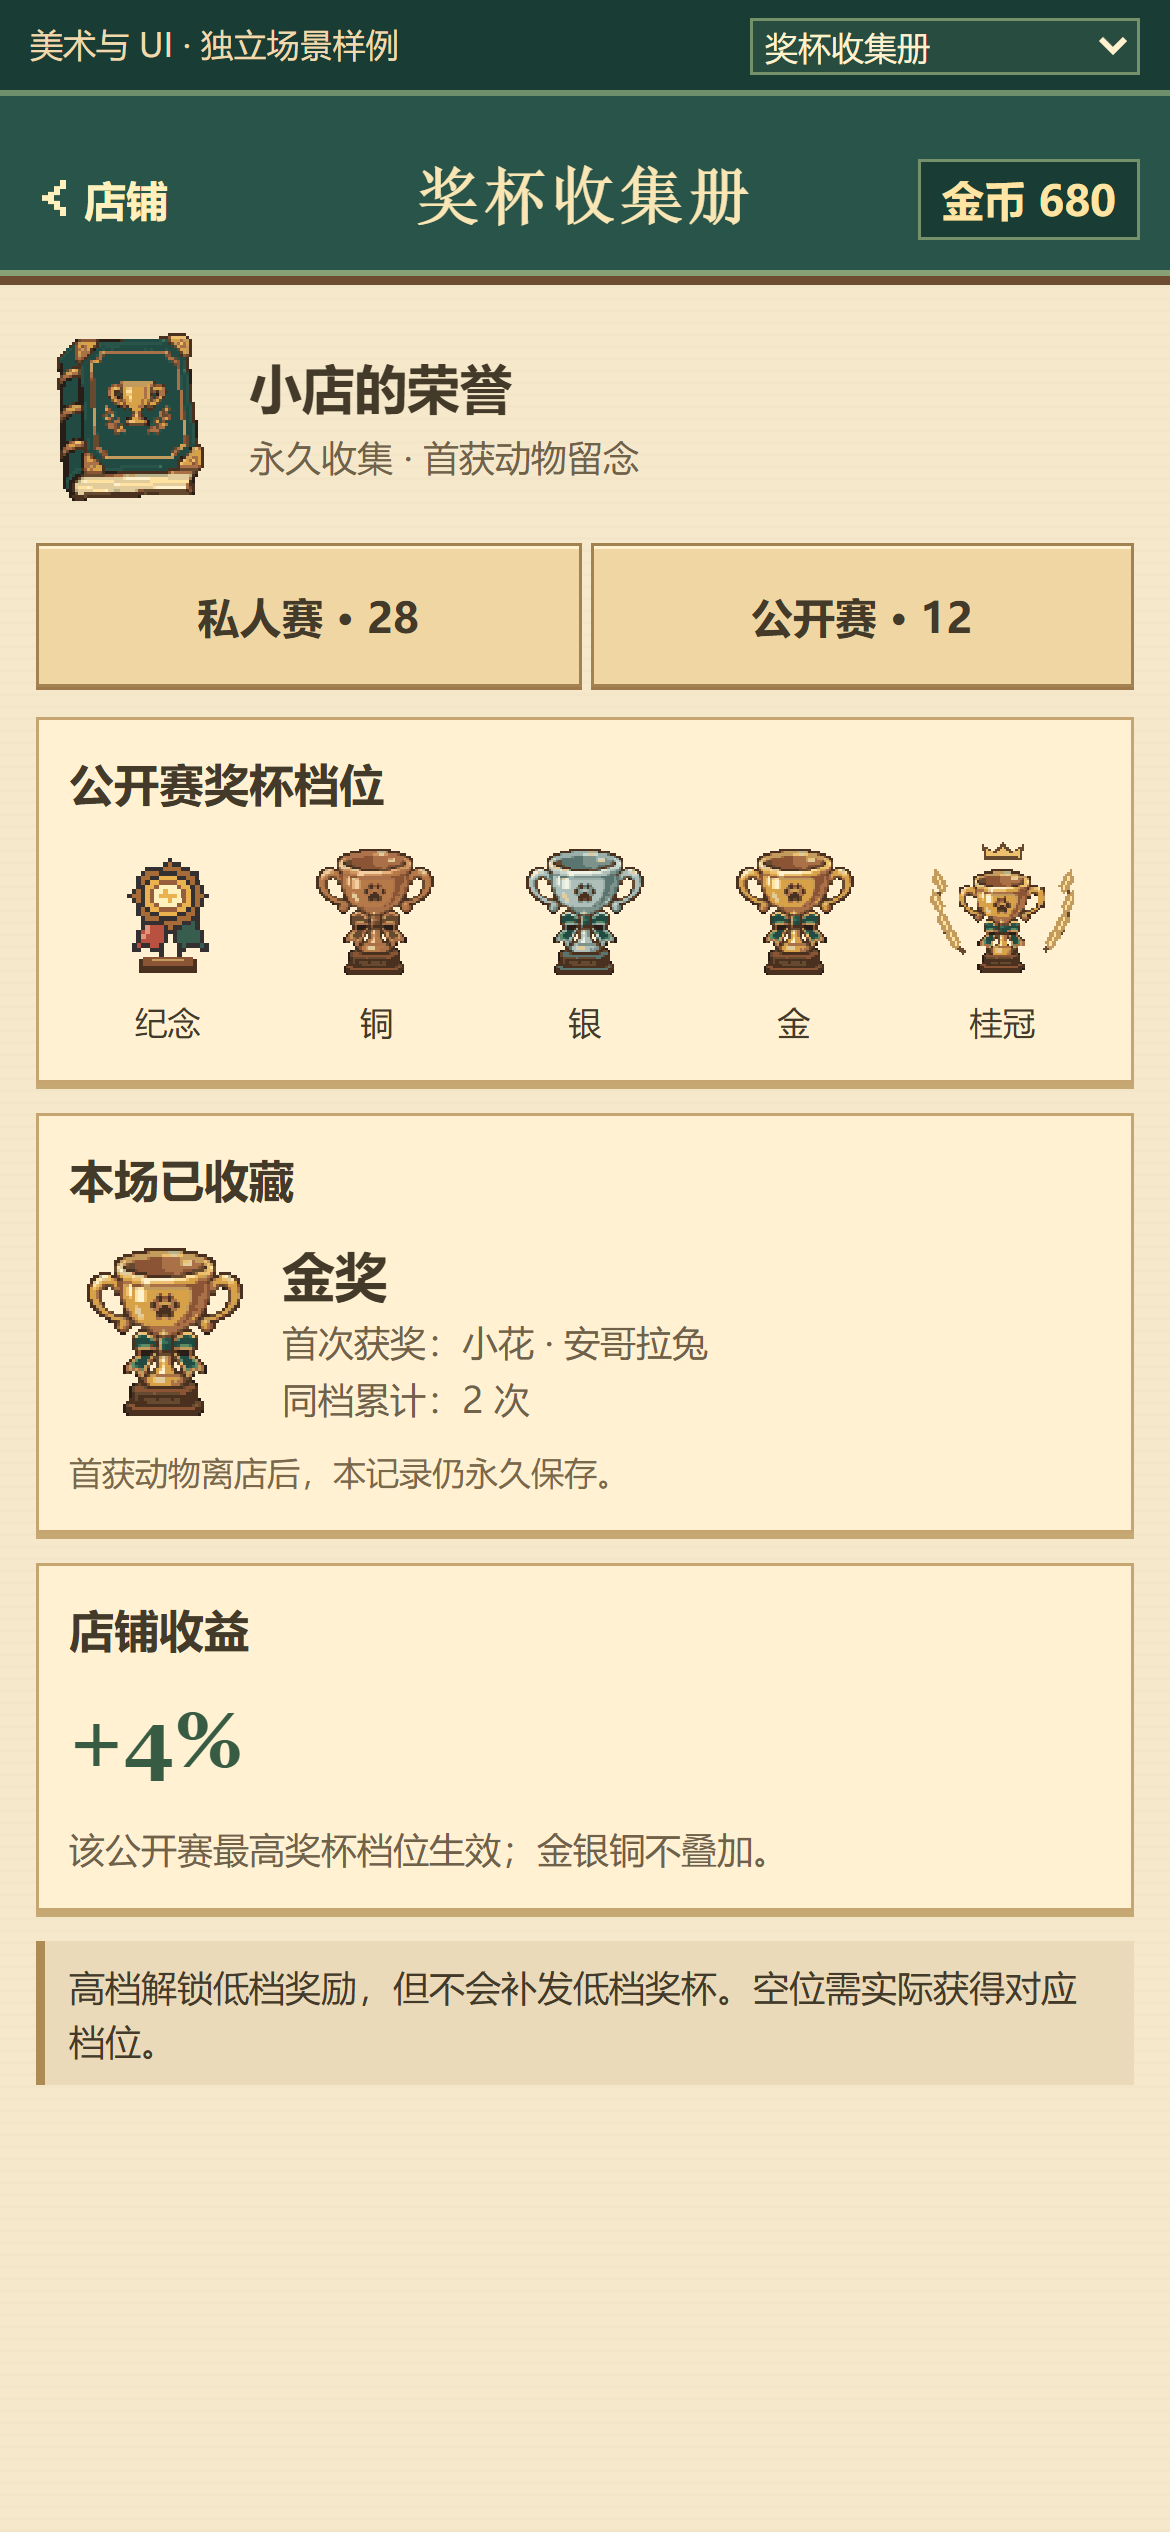 美术与 UI · 独立场景样例
奖杯收集册
店铺
奖杯收集册
金币 680
小店的荣誉
永久收集 · 首获动物留念
私人赛 • 28
公开赛 • 12
公开赛奖杯档位
纪念
铜
银
金
桂冠
本场已收藏
金奖
首次获奖：小花 · 安哥拉兔
同档累计：2 次
首获动物离店后，本记录仍永久保存。
店铺收益
+4%
该公开赛最高奖杯档位生效；金银铜不叠加。
高档解锁低档奖励，但不会补发低档奖杯。空位需实际获得对应
档位。